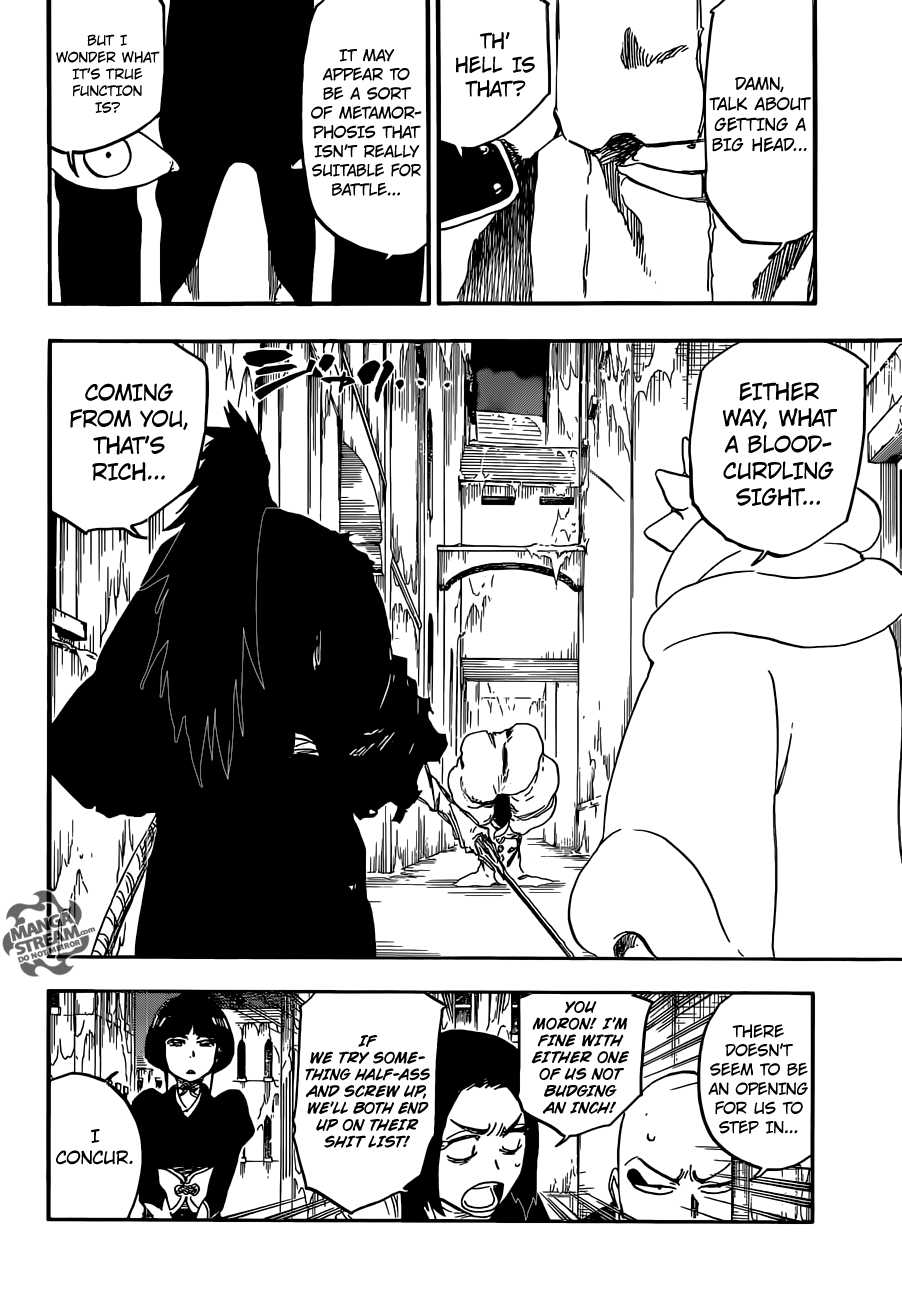 DAMN,
TALK ABOUT
GETTING A
BIG HEAD...
TH'
HELL IS
THAT?
IT MAY
APPEAR TO
BE A SORT
OF METAMOR-
PHOSIS THAT
ISN'T REALLY
SUITABLE FOR
BATTLE...
BUT I
WONDER WHAT
IT'S TRUE
FUNCTION
IS?
EITHER
WAY, WHAT
A BLOOD-
CURDLING
SIGHT...
COMING
FROM YOU,
THAT'S
RICH...
MANGA
STREAM.com
DO NOT MIRROR
THERE
DOESN'T
SEEM TO BE
AN OPENING
FOR US TO
STEP IN...
YOU
MORON! I'M
FINE WITH
EITHER ONE
OF US NOT
BUDGING
AN INCH!
IF
WE TRY SOME-
THING HALF-ASS
AND SCREW UP,
WE'LL BOTH END
UP ON THEIR
SHIT LIST!
I
CONCUR.